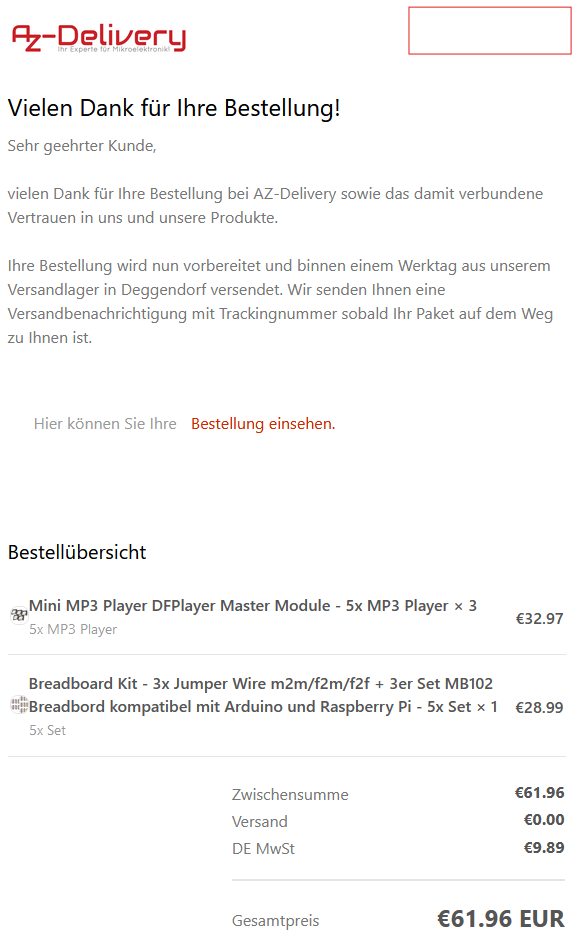 AZ-Delivery
Ihr Experte für Mikroelektronik!
Vielen Dank für Ihre Bestellung!
Sehr geehrter Kunde,
vielen Dank für Ihre Bestellung bei AZ-Delivery sowie das damit verbundene
Vertrauen in uns und unsere Produkte.
Ihre Bestellung wird nun vorbereitet und binnen einem Werktag aus unserem
Versandlager in Deggendorf versendet. Wir senden Ihnen eine
Versandbenachrichtigung mit Trackingnummer sobald Ihr Paket auf dem Weg
zu Ihnen ist.
Hier können Sie Ihre Bestellung einsehen.
Bestellübersicht
Mini MP3 Player DFPlayer Master Module - 5x MP3 Player × 3
€32.97
5x MP3 Player
Breadboard Kit - 3x Jumper Wire m2m/f2m/f2f + 3er Set MB102
Breadbord kompatibel mit Arduino und Raspberry Pi - 5x Set × 1
€28.99
5x Set
Zwischensumme €61.96
Versand €0.00
DE MwSt €9.89
Gesamtpreis €61.96 EUR